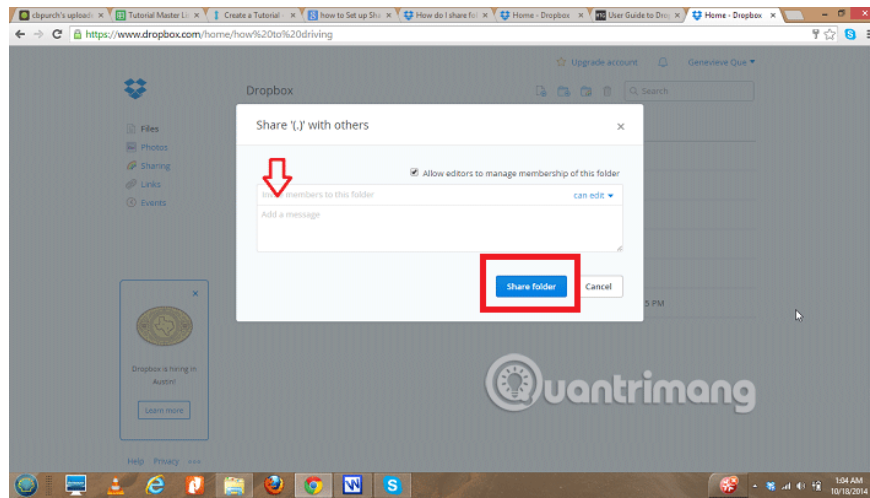 cbpurch's uploads
Tutorial Master Li
Create a Tutorial
how to Set up Sha
How do I share fol
Home - Dropbox
User Guide to Dro
Home - Dropbox
https://www.dropbox.com/home/how%20to%20driving
Upgrade account
Genevieve Que
Dropbox
Search
Share '(.)' with others
Files
Photos
Sharing
Links
Events
Allow editors to manage membership of this folder
members to this folder
can edit
Add a message
Share folder
Cancel
5 PM
Dropbox is hiring in
Austin!
Learn more
Quantrimang
Help Privacy
1:04 AM
10/18/2014